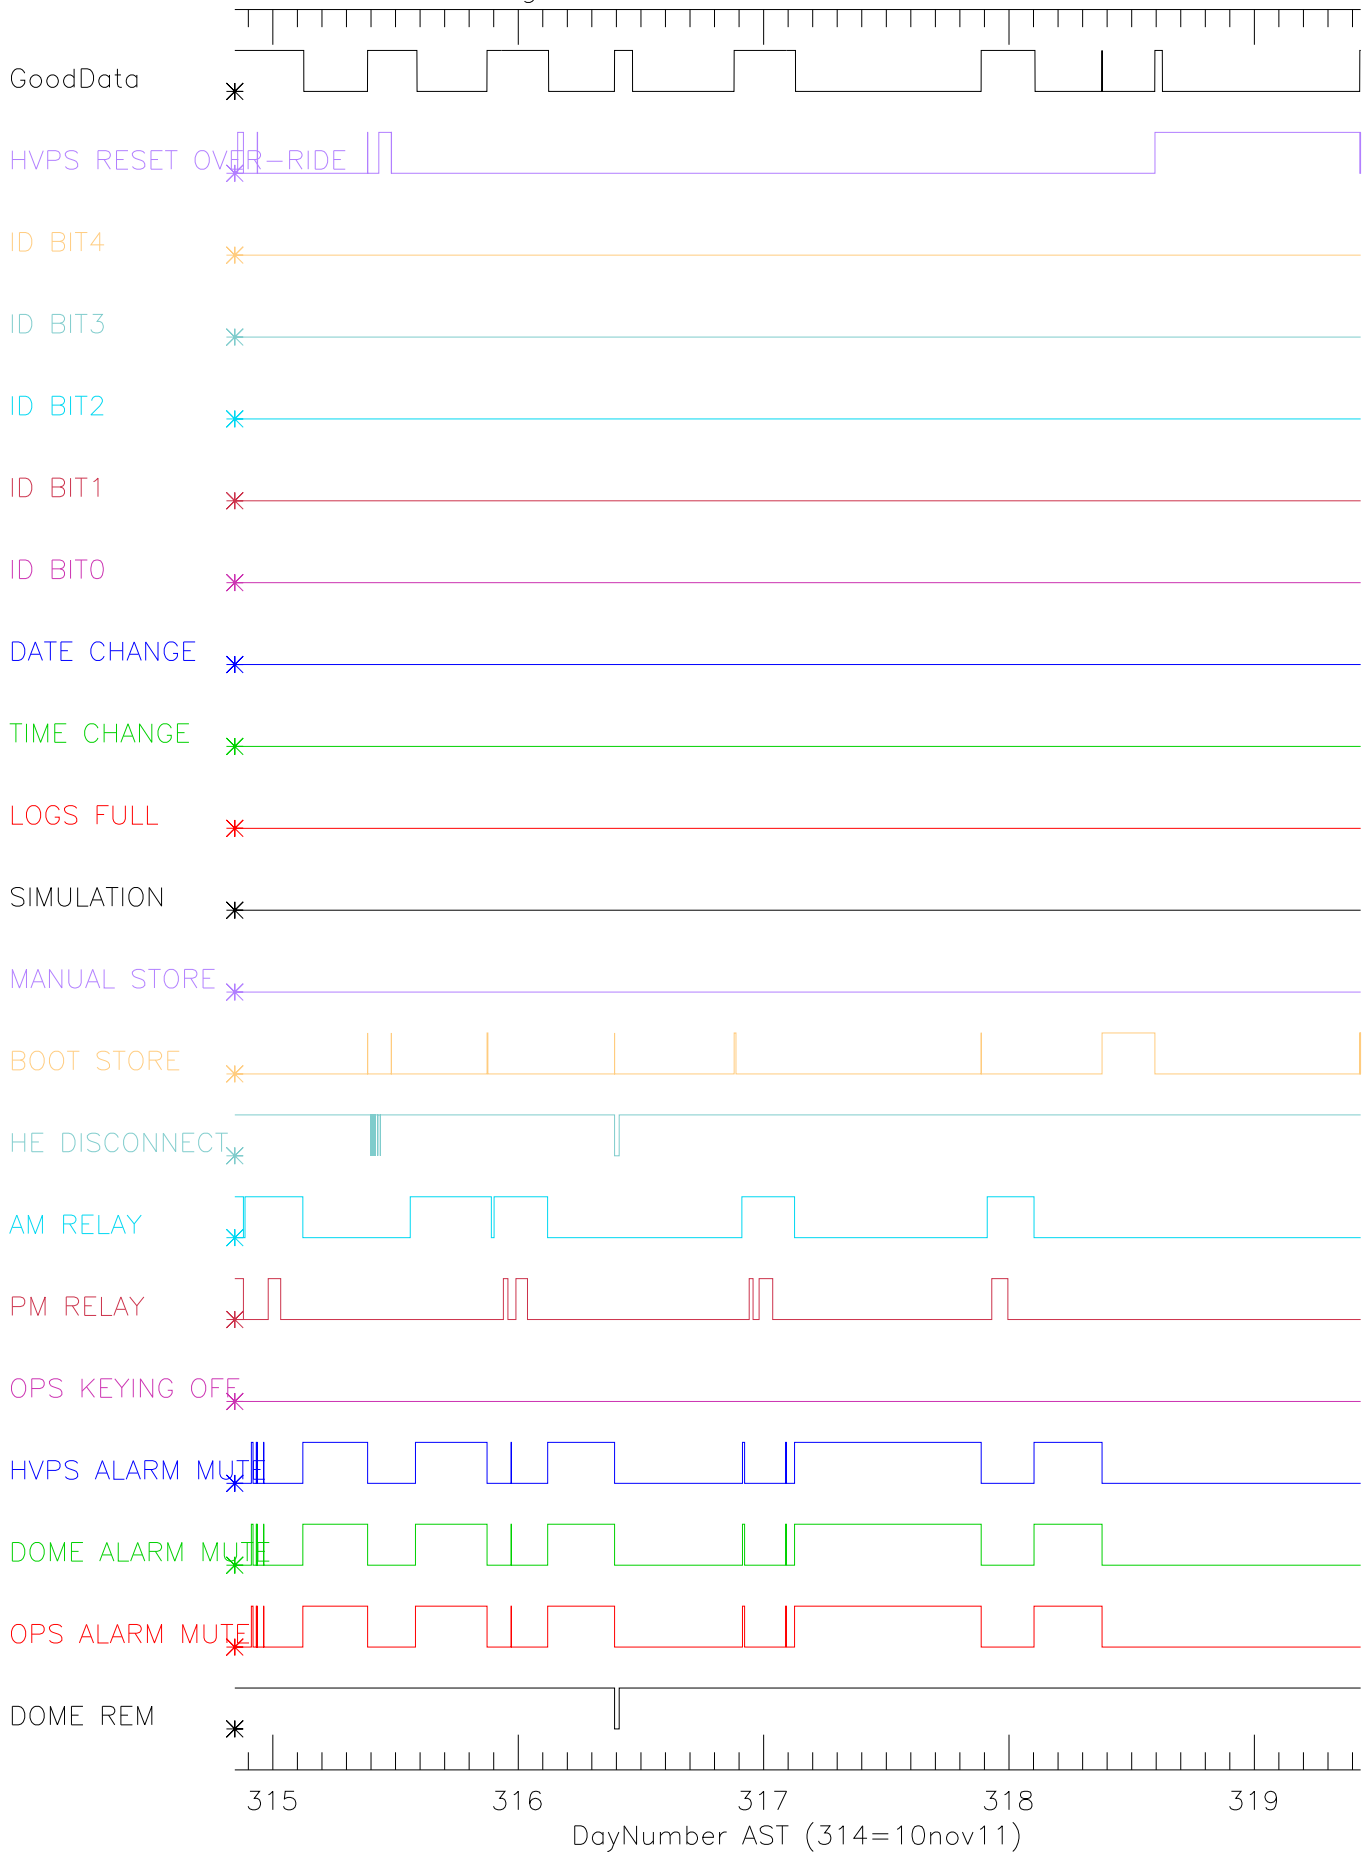 GoodData
HVPS RESET OVER-RIDE
ID BIT4
ID BIT3
ID BIT2
ID BIT1
ID BIT0
DATE CHANGE
TIME CHANGE
LOGS FULL
SIMULATION
MANUAL STORE
BOOT STORE
HE DISCONNECT
AM RELAY
PM RELAY
OPS KEYING OFF
HVPS ALARM MUTE
DOME ALARM MUTE
OPS ALARM MUTE
DOME REM
315 316 317 318 319
DayNumber AST (314=10nov11)